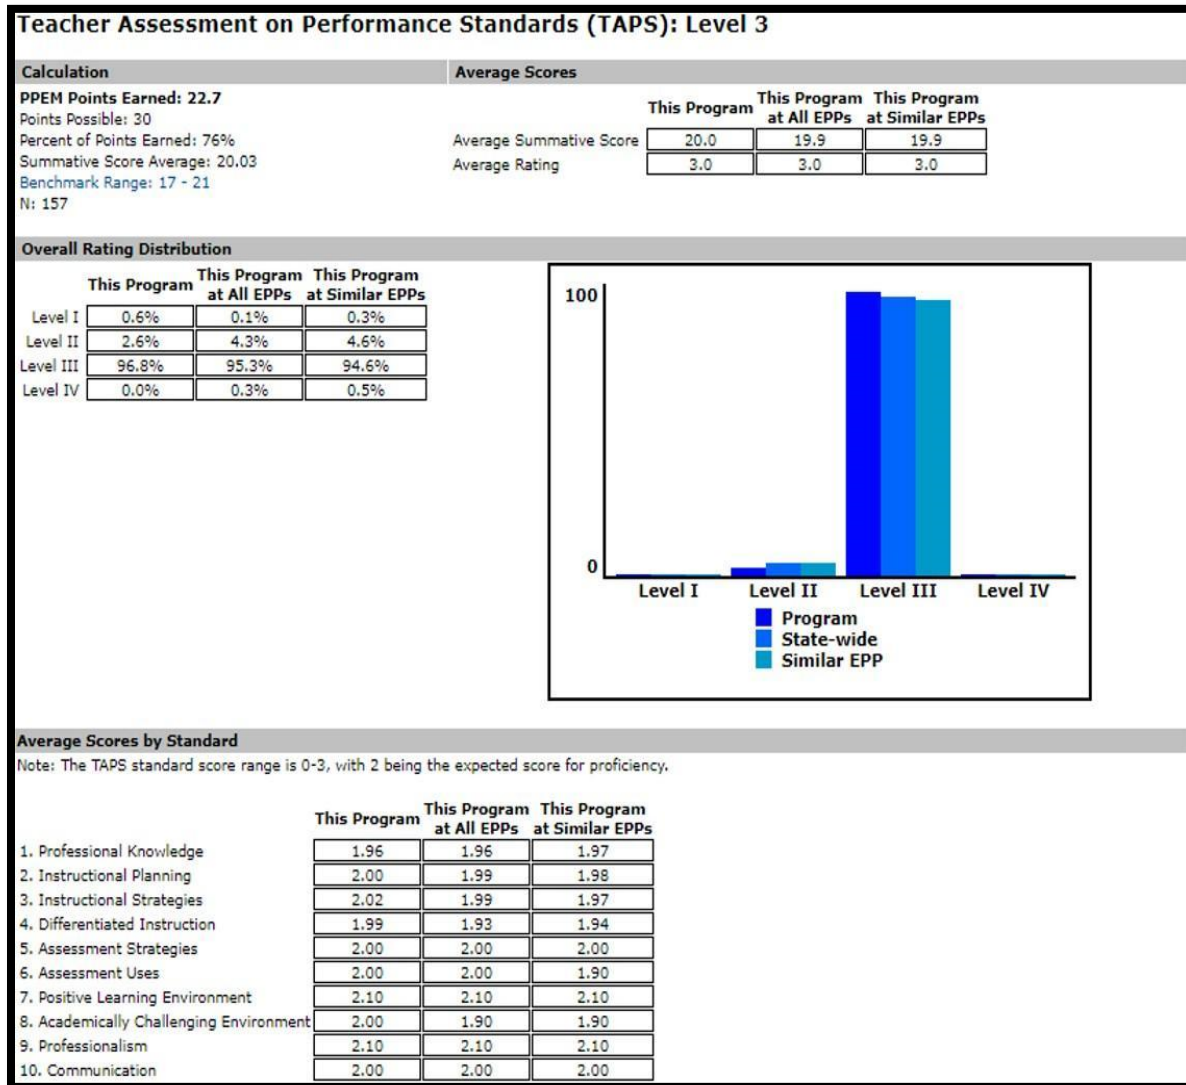 Teacher Assessment on Performance Standards (TAPS): Level 3
Calculation
PPEM Points Earned: 22.7
Points Possible: 30
Percent of Points Earned: 76%
Summative Score Average: 20.03
Benchmark Range: 17 - 21
N: 157
Average Scores
This Program This Program at All EPPs This Program at Similar EPPs
Average Summative Score 20.0 19.9 19.9
Average Rating 3.0 3.0 3.0
Overall Rating Distribution
This Program This Program at All EPPs This Program at Similar EPPs
Level I 0.6% 0.1% 0.3%
Level II 2.6% 4.3% 4.6%
Level III 96.8% 95.3% 94.6%
Level IV 0.0% 0.3% 0.5%
100
0
Level I Level II Level III Level IV
Program
State-wide
Similar EPP
Average Scores by Standard
Note: The TAPS standard score range is 0-3, with 2 being the expected score for proficiency.
This Program This Program at All EPPs This Program at Similar EPPs
1. Professional Knowledge 1.96 1.96 1.97
2. Instructional Planning 2.00 1.99 1.98
3. Instructional Strategies 2.02 1.99 1.97
4. Differentiated Instruction 1.99 1.93 1.94
5. Assessment Strategies 2.00 2.00 2.00
6. Assessment Uses 2.00 2.00 1.90
7. Positive Learning Environment 2.10 2.10 2.10
8. Academically Challenging Environment 2.00 1.90 1.90
9. Professionalism 2.10 2.10 2.10
10. Communication 2.00 2.00 2.00